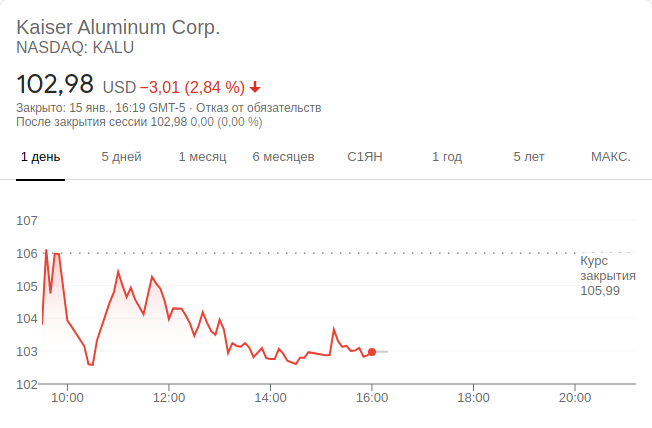 Kaiser Aluminum Corp.
NASDAQ: KALU
102,98 USD −3,01 (2,84 %)
Закрыто: 15 янв., 16:19 GMT-5 · Отказ от обязательств
После закрытия сессии 102,98 0,00 (0,00 %)
1 день 5 дней 1 месяц 6 месяцев С1ЯН 1 год 5 лет МАКС.
107
106
Курс
закрытия
105,99
105
104
103
102
10:00 12:00 14:00 16:00 18:00 20:00